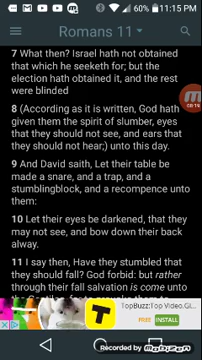 60% 11:15 PM
Romans 11
7 What then? Israel hath not obtained
that which he seeketh for; but the
election hath obtained it, and the rest
were blinded
8 (According as it is written, God hath
given them the spirit of slumber, eyes
that they should not see, and ears that
they should not hear;) unto this day.
9 And David saith, Let their table be
made a snare, and a trap, and a
stumblingblock, and a recompence unto
them:
10 Let their eyes be darkened, that they
may not see, and bow down their back
alway.
11 I say then, Have they stumbled that
they should fall? God forbid: but rather
through their fall salvation is come unto
TopBuzz:Top Video,G...
FREE INSTALL
Recorded by